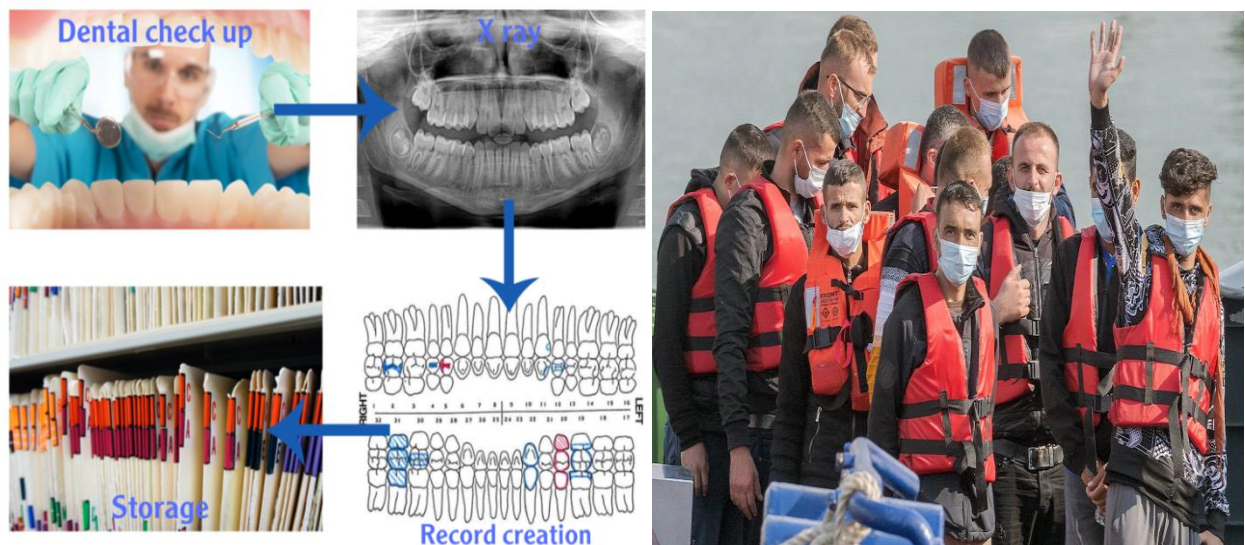 Dental check up
X ray
RIGHT
1 2 3 4 5 6 7 8 9 10 11 12 13 14 15 16
32 31 30 29 28 27 26 25 24 23 22 21 20 19 18 17
LEFT
Record creation
Storage
C
A
C
A
FRONT